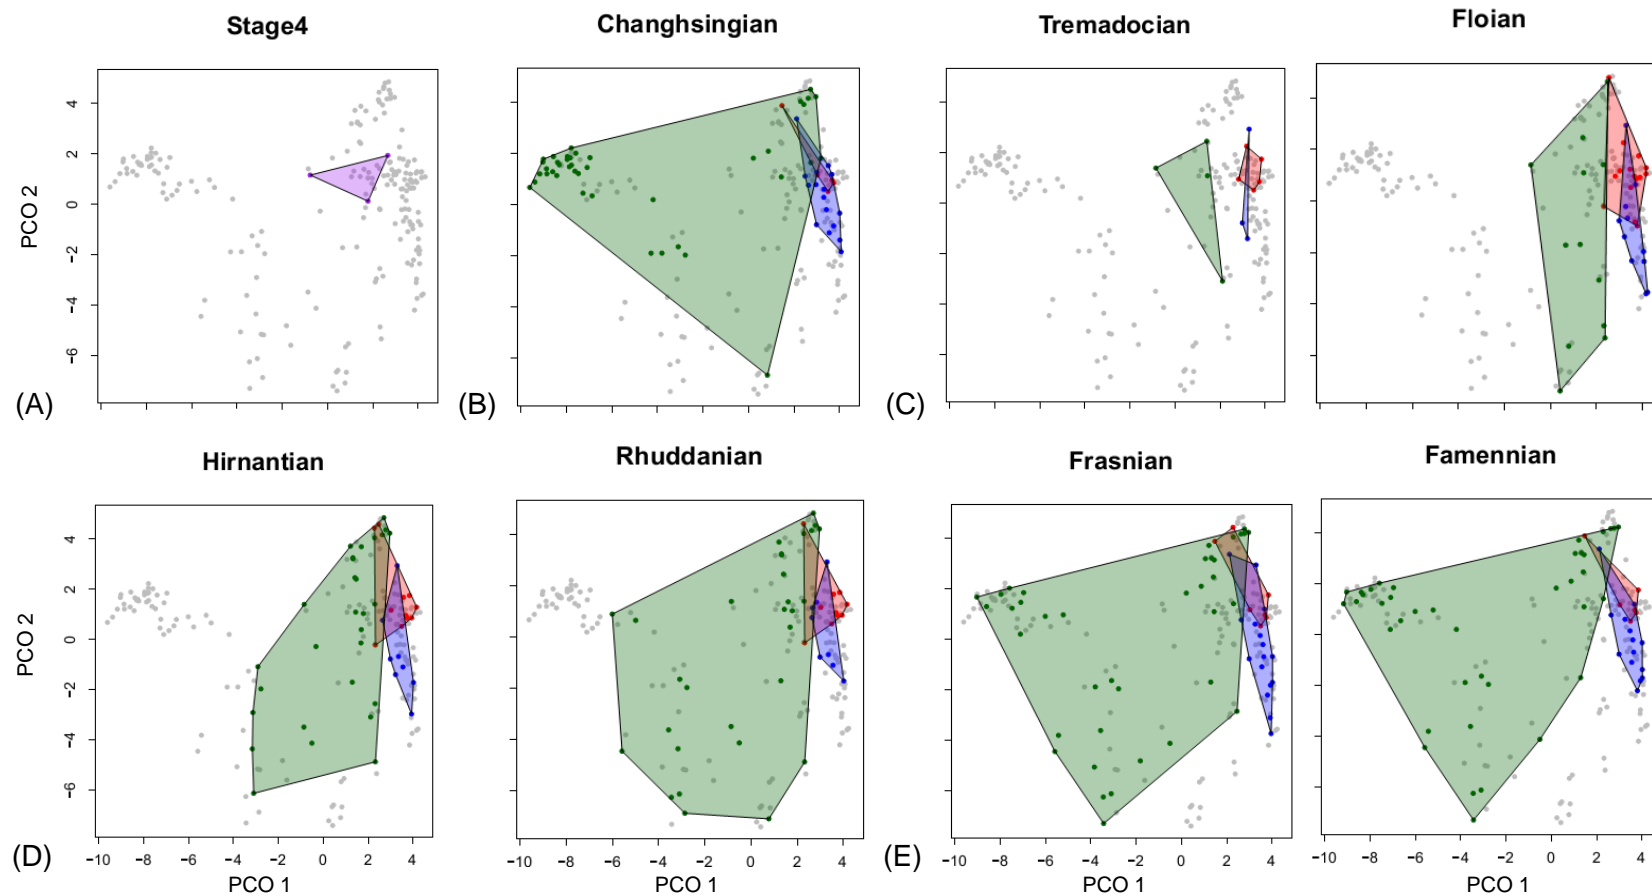 Stage4
Changhsingian
Tremadocian
Floian
PCO 2
4
2
0
−2
−4
−6
(A)
(B)
(C)
Hirnantian
Rhuddanian
Frasnian
Famennian
PCO 2
4
2
0
−2
−4
−6
(D)
(E)
−10 −8 −6 −4 −2 0 2 4
−10 −8 −6 −4 −2 0 2 4
−10 −8 −6 −4 −2 0 2 4
−10 −8 −6 −4 −2 0 2 4
PCO 1
PCO 1
PCO 1
PCO 1